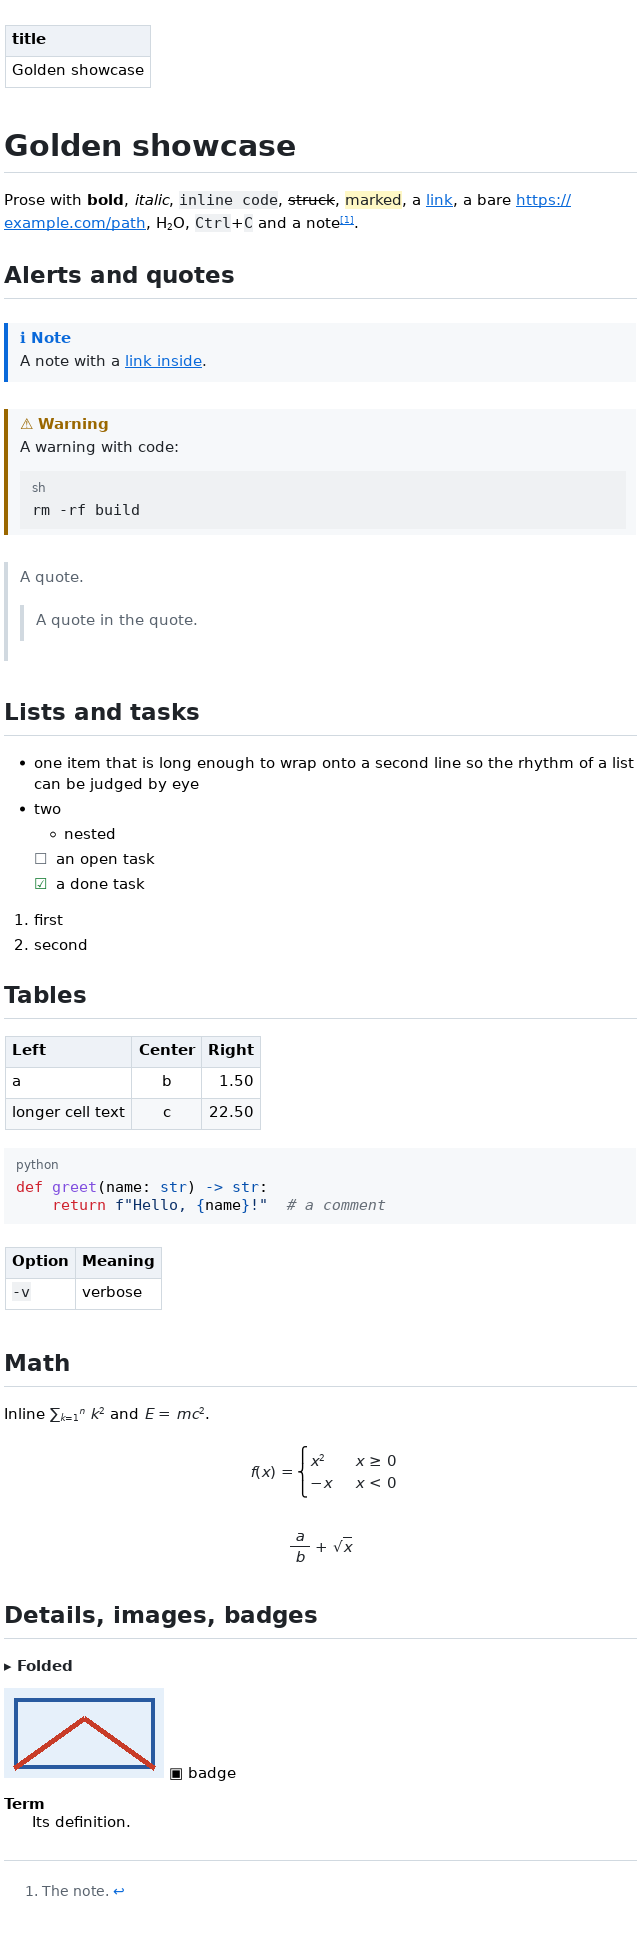 title
Golden showcase
Golden showcase
Prose with bold, italic, inline code, struck, marked, a link, a bare https://
example.com/path, H₂O, Ctrl+C and a note[1].
Alerts and quotes
ℹ Note
A note with a link inside.
⚠ Warning
A warning with code:
sh
rm -rf build
A quote.
A quote in the quote.
Lists and tasks
• one item that is long enough to wrap onto a second line so the rhythm of a list
can be judged by eye
• two
◦ nested
☐ an open task
☑ a done task
1. first
2. second
Tables
Left Center Right
a b 1.50
longer cell text c 22.50
python
def greet(name: str) -> str:
    return f"Hello, {name}!"  # a comment
Option Meaning
-v verbose
Math
Inline ∑ₖ₌₁ⁿ k² and E = mc².
f(x) = { x² x ≥ 0
−x x < 0
a
b + √x
Details, images, badges
▸ Folded
▣ badge
Term
Its definition.
1. The note. ↩